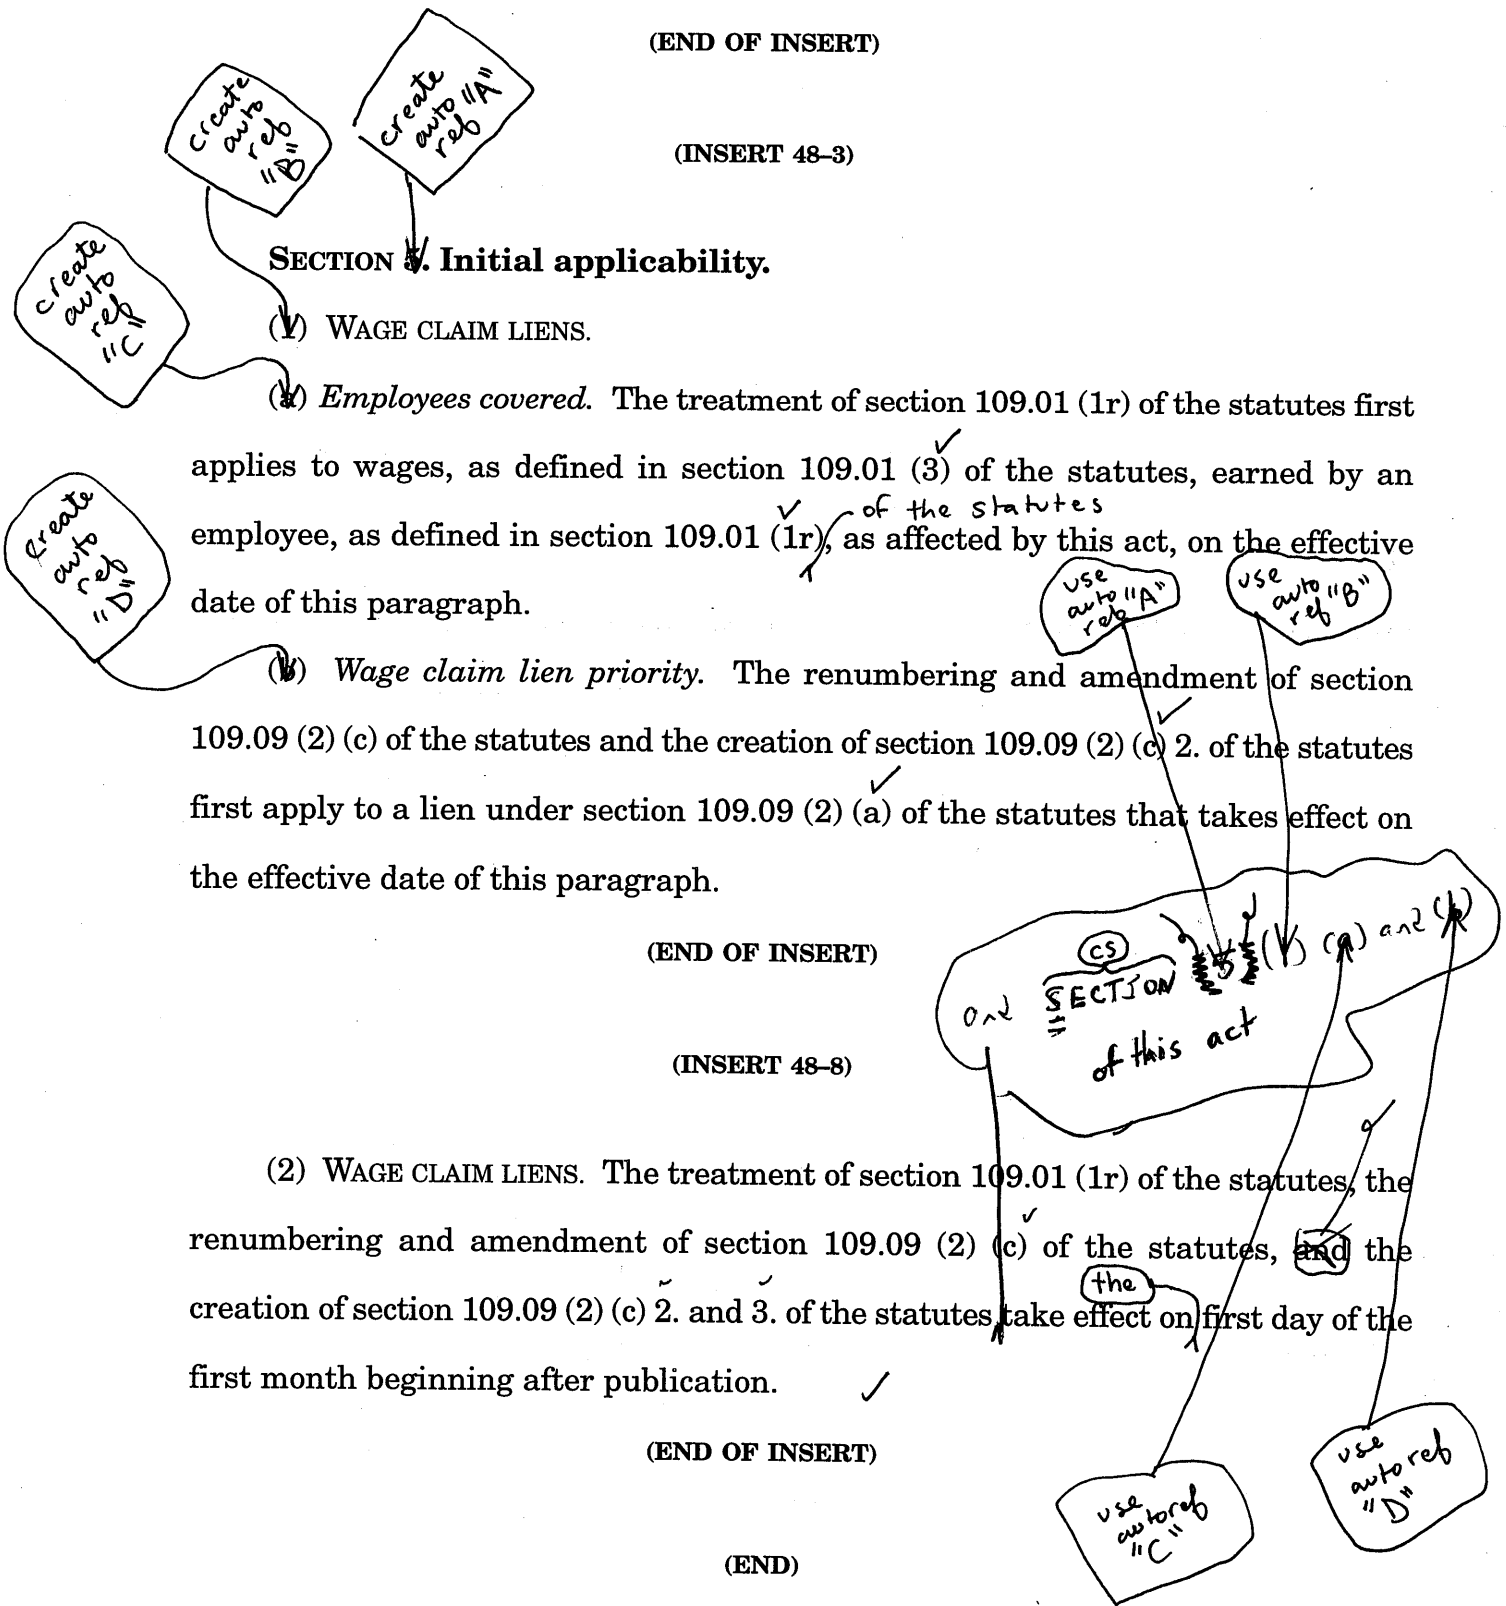 (END OF INSERT)
create auto ref "A"
create auto ref "B"
(INSERT 48–3)
create auto ref "C"
SECTION 5. Initial applicability.
(1) WAGE CLAIM LIENS.
(a) Employees covered. The treatment of section 109.01 (1r) of the statutes first
applies to wages, as defined in section 109.01 (3) of the statutes, earned by an
of the statutes
employee, as defined in section 109.01 (1r), as affected by this act, on the effective
create auto ref "D"
use auto ref "A"
use auto ref "B"
date of this paragraph.
(b) Wage claim lien priority. The renumbering and amendment of section
109.09 (2) (c) of the statutes and the creation of section 109.09 (2) (c) 2. of the statutes
first apply to a lien under section 109.09 (2) (a) of the statutes that takes effect on
the effective date of this paragraph.
(END OF INSERT)
cs
and SECTION 5 (1) (a) and (b)
of this act
(INSERT 48–8)
(2) WAGE CLAIM LIENS. The treatment of section 109.01 (1r) of the statutes, the
renumbering and amendment of section 109.09 (2) (c) of the statutes, and the
the
creation of section 109.09 (2) (c) 2. and 3. of the statutes take effect on first day of the
first month beginning after publication.
(END OF INSERT)
use auto ref "D"
use auto ref "C"
(END)